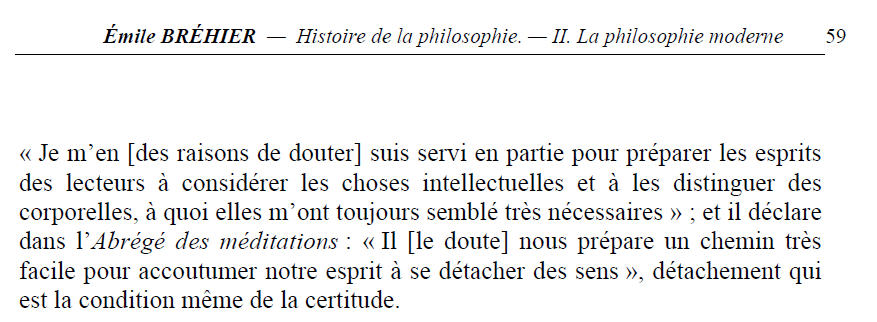 Émile BRÉHIER — Histoire de la philosophie. — II. La philosophie moderne 59
« Je m’en [des raisons de douter] suis servi en partie pour préparer les esprits
des lecteurs à considérer les choses intellectuelles et à les distinguer des
corporelles, à quoi elles m’ont toujours semblé très nécessaires » ; et il déclare
dans l’Abrégé des méditations : « Il [le doute] nous prépare un chemin très
facile pour accoutumer notre esprit à se détacher des sens », détachement qui
est la condition même de la certitude.